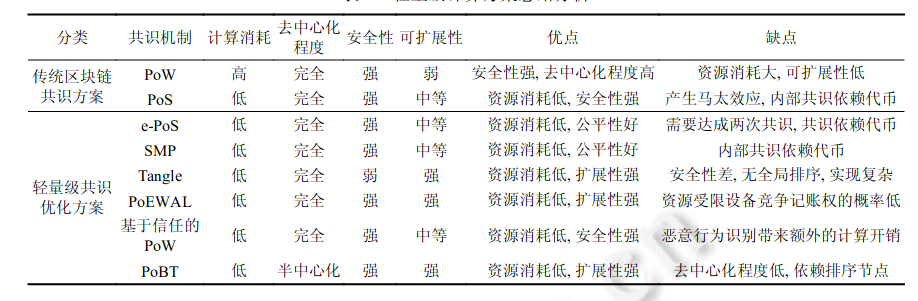 分类 共识机制 计算消耗 去中心化程度 安全性 可扩展性 优点 缺点
传统区块链共识方案 PoW 高 完全 强 弱 安全性强, 去中心化程度高 资源消耗大, 可扩展性低
PoS 低 完全 强 中等 资源消耗低, 安全性强 产生马太效应, 内部共识依赖代币
轻量级共识优化方案 e-PoS 低 完全 强 中等 资源消耗低, 公平性好 需要达成两次共识, 共识依赖代币
SMP 低 完全 强 中等 资源消耗低, 公平性好 内部共识依赖代币
Tangle 低 完全 弱 强 资源消耗低, 扩展性强 安全性差, 无全局排序, 实现复杂
PoEWAL 低 完全 强 强 资源消耗低, 扩展性强 资源受限设备竞争记账权的概率低
基于信任的PoW 低 完全 强 中等 资源消耗低, 安全性强 恶意行为识别带来额外的计算开销
PoBT 低 半中心化 强 强 资源消耗低, 扩展性强 去中心化程度低, 依赖排序节点